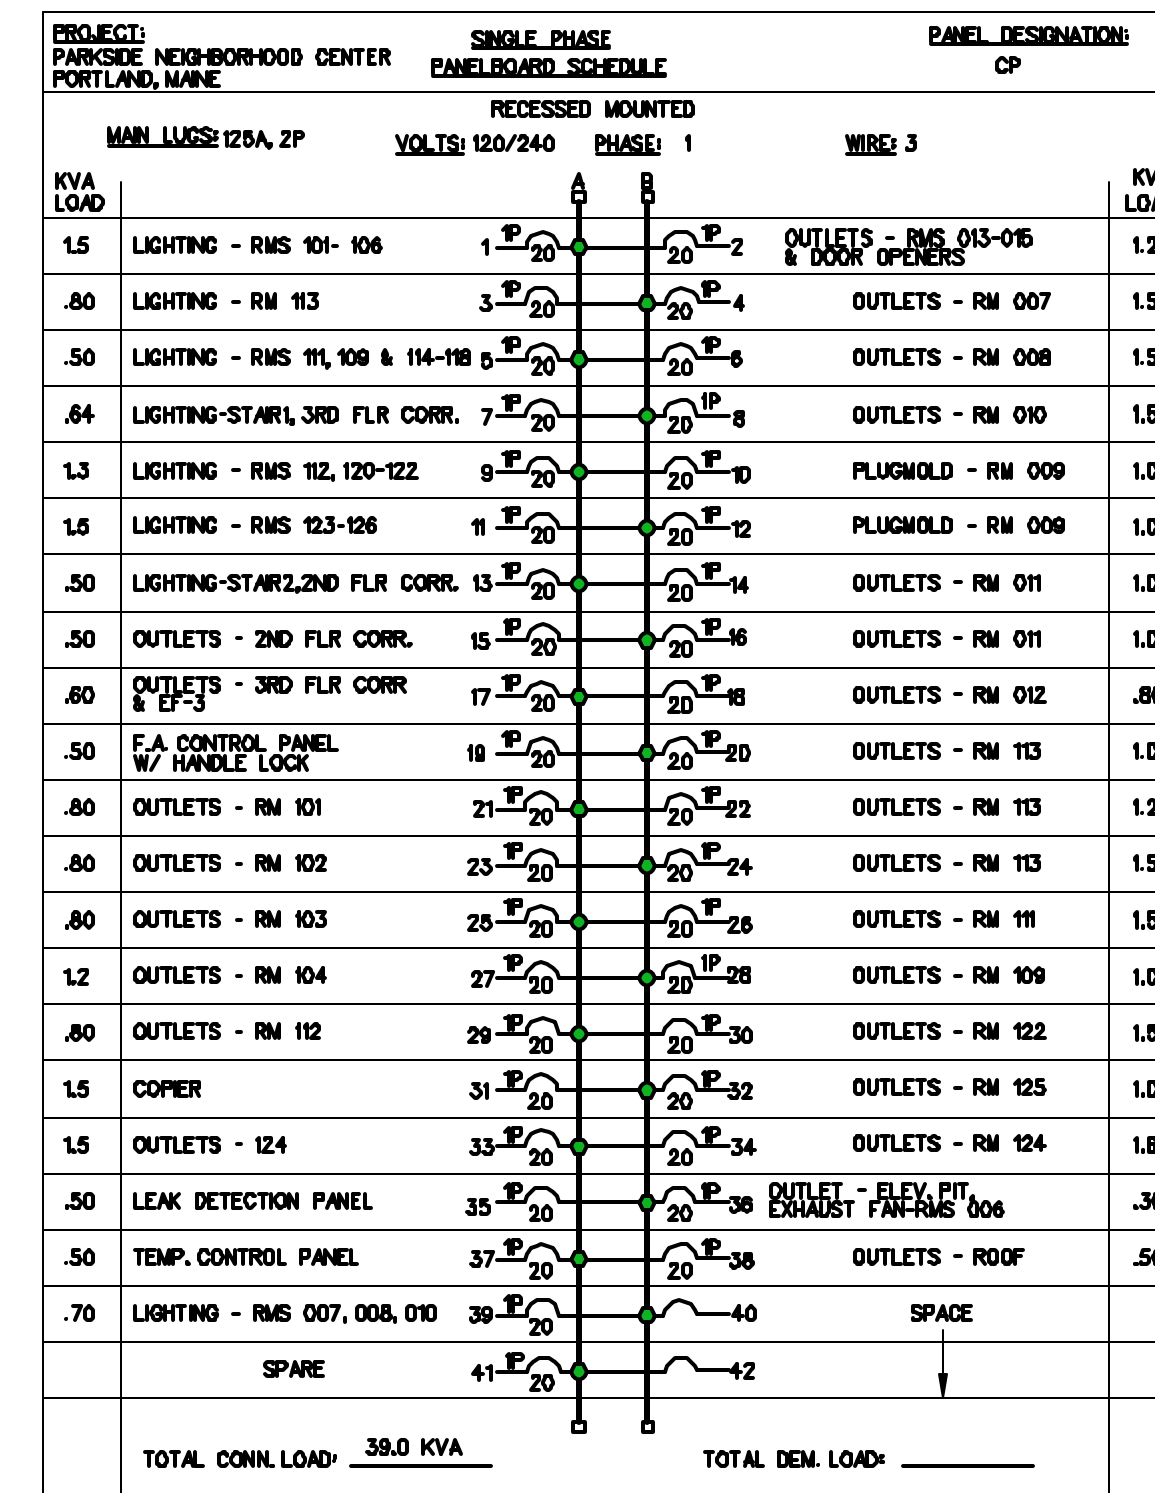 PROJECT:
PARKSIDE NEIGHBORHOOD CENTER
PORTLAND, MAINE
SINGLE PHASE
PANELBOARD SCHEDULE
PANEL DESIGNATION:
CP
RECESSED MOUNTED
MAIN LUGS: 125A, 2P VOLTS: 120/240 PHASE: 1 WIRE: 3
KVA
LOAD
A B
1.5 LIGHTING - RMS 101- 106 1 1P 20 20 1P 2 OUTLETS - RMS 013-015
& DOOR OPENERS
.80 LIGHTING - RM 113 3 1P 20 20 1P 4 OUTLETS - RM 007
.50 LIGHTING - RMS 111, 109 & 114-118 5 1P 20 20 1P 6 OUTLETS - RM 008
.64 LIGHTING-STAIR1, 3RD FLR CORR. 7 1P 20 20 1P 8 OUTLETS - RM 010
1.3 LIGHTING - RMS 112, 120-122 9 1P 20 20 1P 10 PLUGMOLD - RM 009
1.5 LIGHTING - RMS 123-126 11 1P 20 20 1P 12 PLUGMOLD - RM 009
.50 LIGHTING-STAIR2,2ND FLR CORR. 13 1P 20 20 1P 14 OUTLETS - RM 011
.50 OUTLETS - 2ND FLR CORR. 15 1P 20 20 1P 16 OUTLETS - RM 011
.60 OUTLETS - 3RD FLR CORR
& EF-3 17 1P 20 20 1P 18 OUTLETS - RM 012
.50 F.A. CONTROL PANEL
W/ HANDLE LOCK 19 1P 20 20 1P 20 OUTLETS - RM 113
.80 OUTLETS - RM 101 21 1P 20 20 1P 22 OUTLETS - RM 113
.80 OUTLETS - RM 102 23 1P 20 20 1P 24 OUTLETS - RM 113
.80 OUTLETS - RM 103 25 1P 20 20 1P 26 OUTLETS - RM 111
1.2 OUTLETS - RM 104 27 1P 20 20 1P 28 OUTLETS - RM 109
.80 OUTLETS - RM 112 29 1P 20 20 1P 30 OUTLETS - RM 122
1.5 COPIER 31 1P 20 20 1P 32 OUTLETS - RM 125
1.5 OUTLETS - 124 33 1P 20 20 1P 34 OUTLETS - RM 124
.50 LEAK DETECTION PANEL 35 1P 20 20 1P 36 OUTLET - ELEV. PIT,
EXHAUST FAN-RMS 006
.50 TEMP. CONTROL PANEL 37 1P 20 20 1P 38 OUTLETS - ROOF
.70 LIGHTING - RMS 007, 008, 010 39 1P 20 40 SPACE
SPARE 41 1P 20 42
TOTAL CONN. LOAD: 39.0 KVA TOTAL DEM. LOAD: